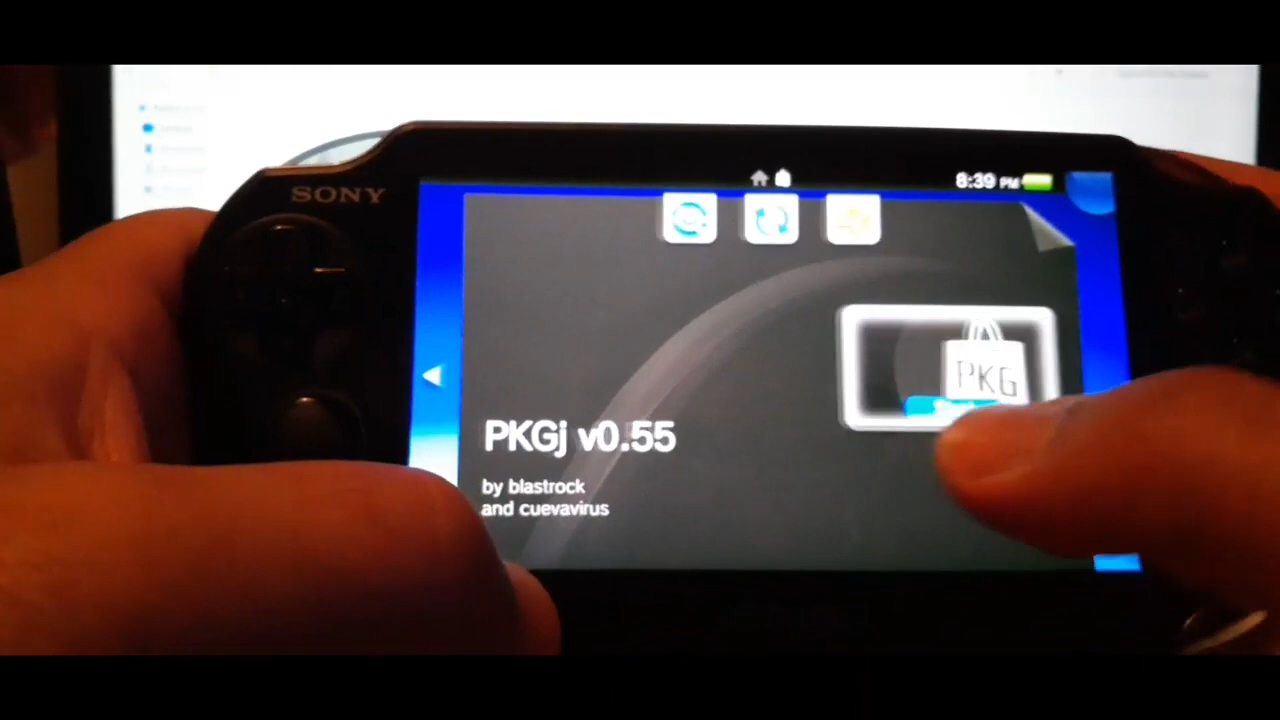 SONY
8:39 PM
PKG
PKGj v0.55
by blastrock
and cuevavirus